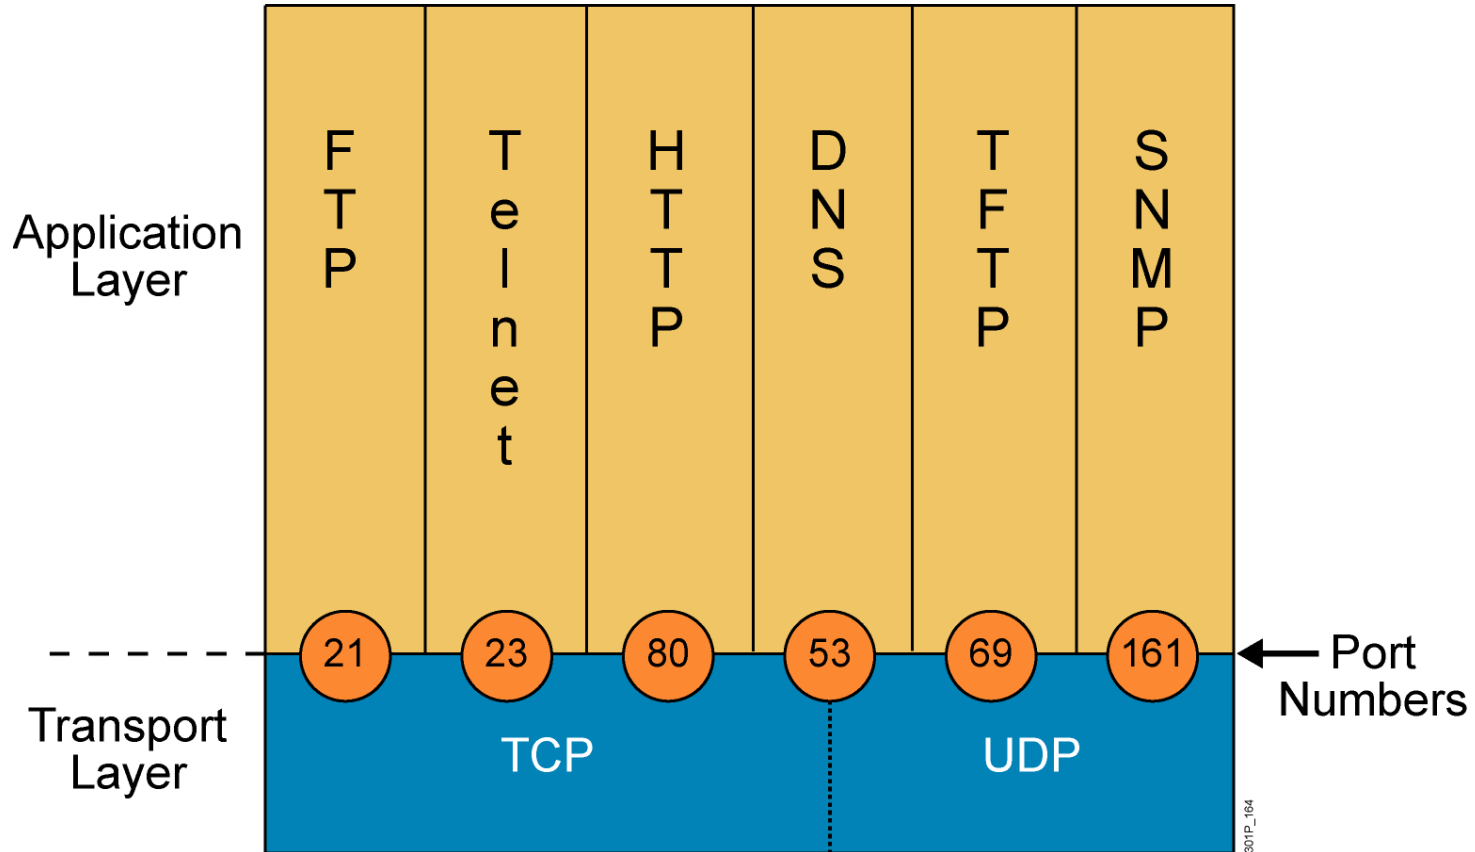 FTP
Telnet
HTTP
DNS
TFTP
SNMP
Application
Layer
21
23
80
53
69
161
Port
Numbers
Transport
Layer
TCP
UDP
301P_164